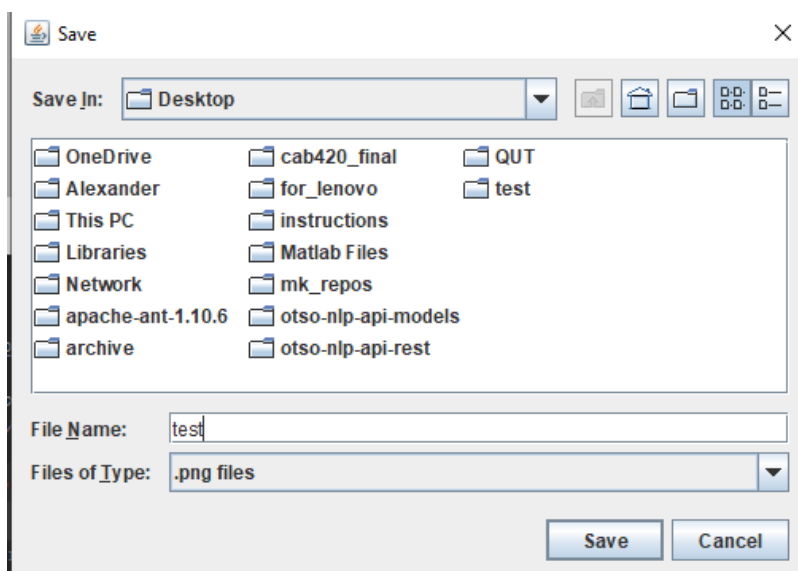 Save
Save In: Desktop
OneDrive cab420_final QUT
Alexander for_lenovo test
This PC instructions
Libraries Matlab Files
Network mk_repos
apache-ant-1.10.6 otso-nlp-api-models
archive otso-nlp-api-rest
File Name: test
Files of Type: .png files
Save Cancel